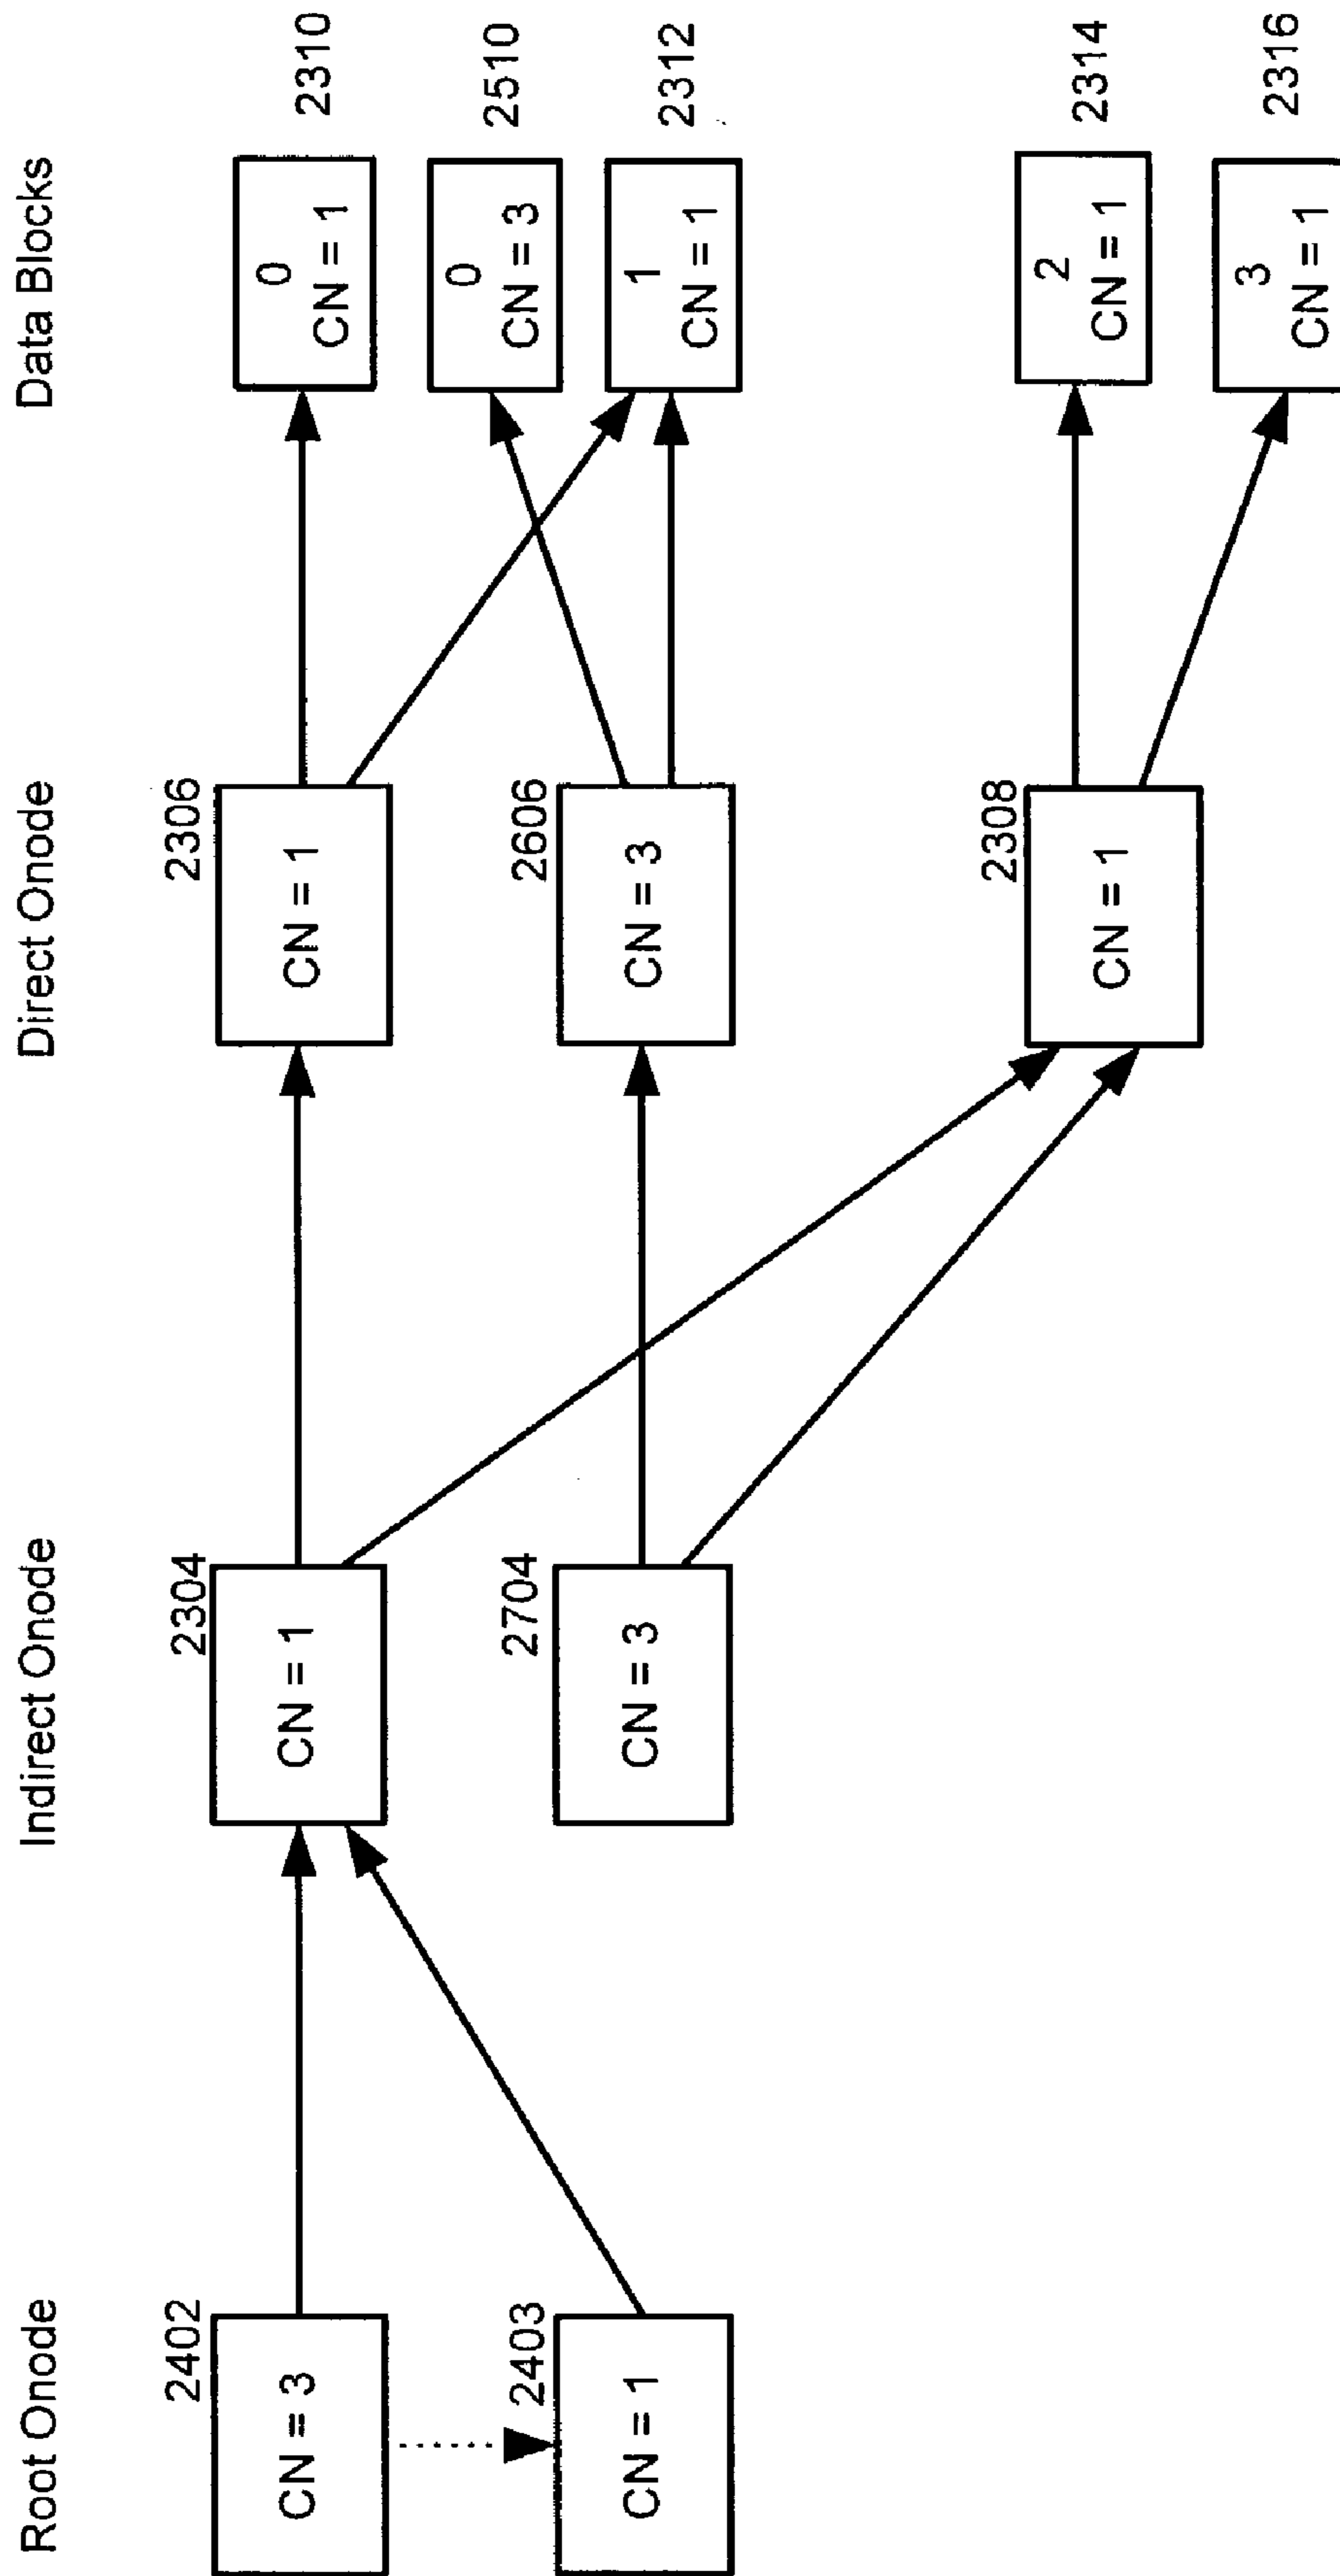 Root Onode
Indirect Onode
Direct Onode
Data Blocks
2402
CN = 3
2403
CN = 1
2304
CN = 1
2704
CN = 3
2306
CN = 1
2606
CN = 3
2308
CN = 1
0
CN = 1
2310
0
CN = 3
2510
1
CN = 1
2312
2
CN = 1
2314
3
CN = 1
2316